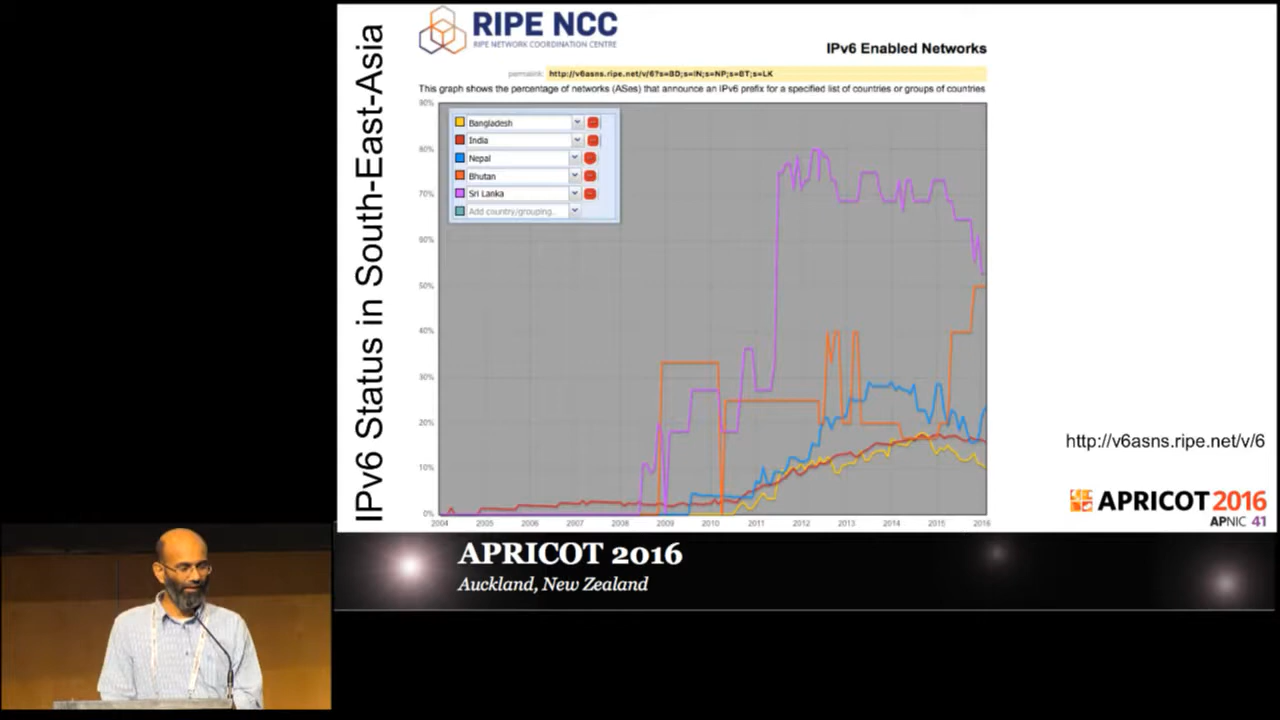 IPv6 Status in South-East-Asia
RIPE NCC
RIPE NETWORK COORDINATION CENTRE
IPv6 Enabled Networks
permalink: http://v6asns.ripe.net/v/6?s=BD;s=IN;s=NP;s=BT;s=LK
This graph shows the percentage of networks (ASes) that announce an IPv6 prefix for a specified list of countries or groups of countries
90%
Bangladesh
India
Nepal
Bhutan
Sri Lanka
Add country/grouping..
80%
70%
60%
50%
40%
30%
20%
10%
0%
2004 2005 2006 2007 2008 2009 2010 2011 2012 2013 2014 2015 2016
http://v6asns.ripe.net/v/6
APRICOT 2016
APNIC 41
APRICOT 2016
Auckland, New Zealand